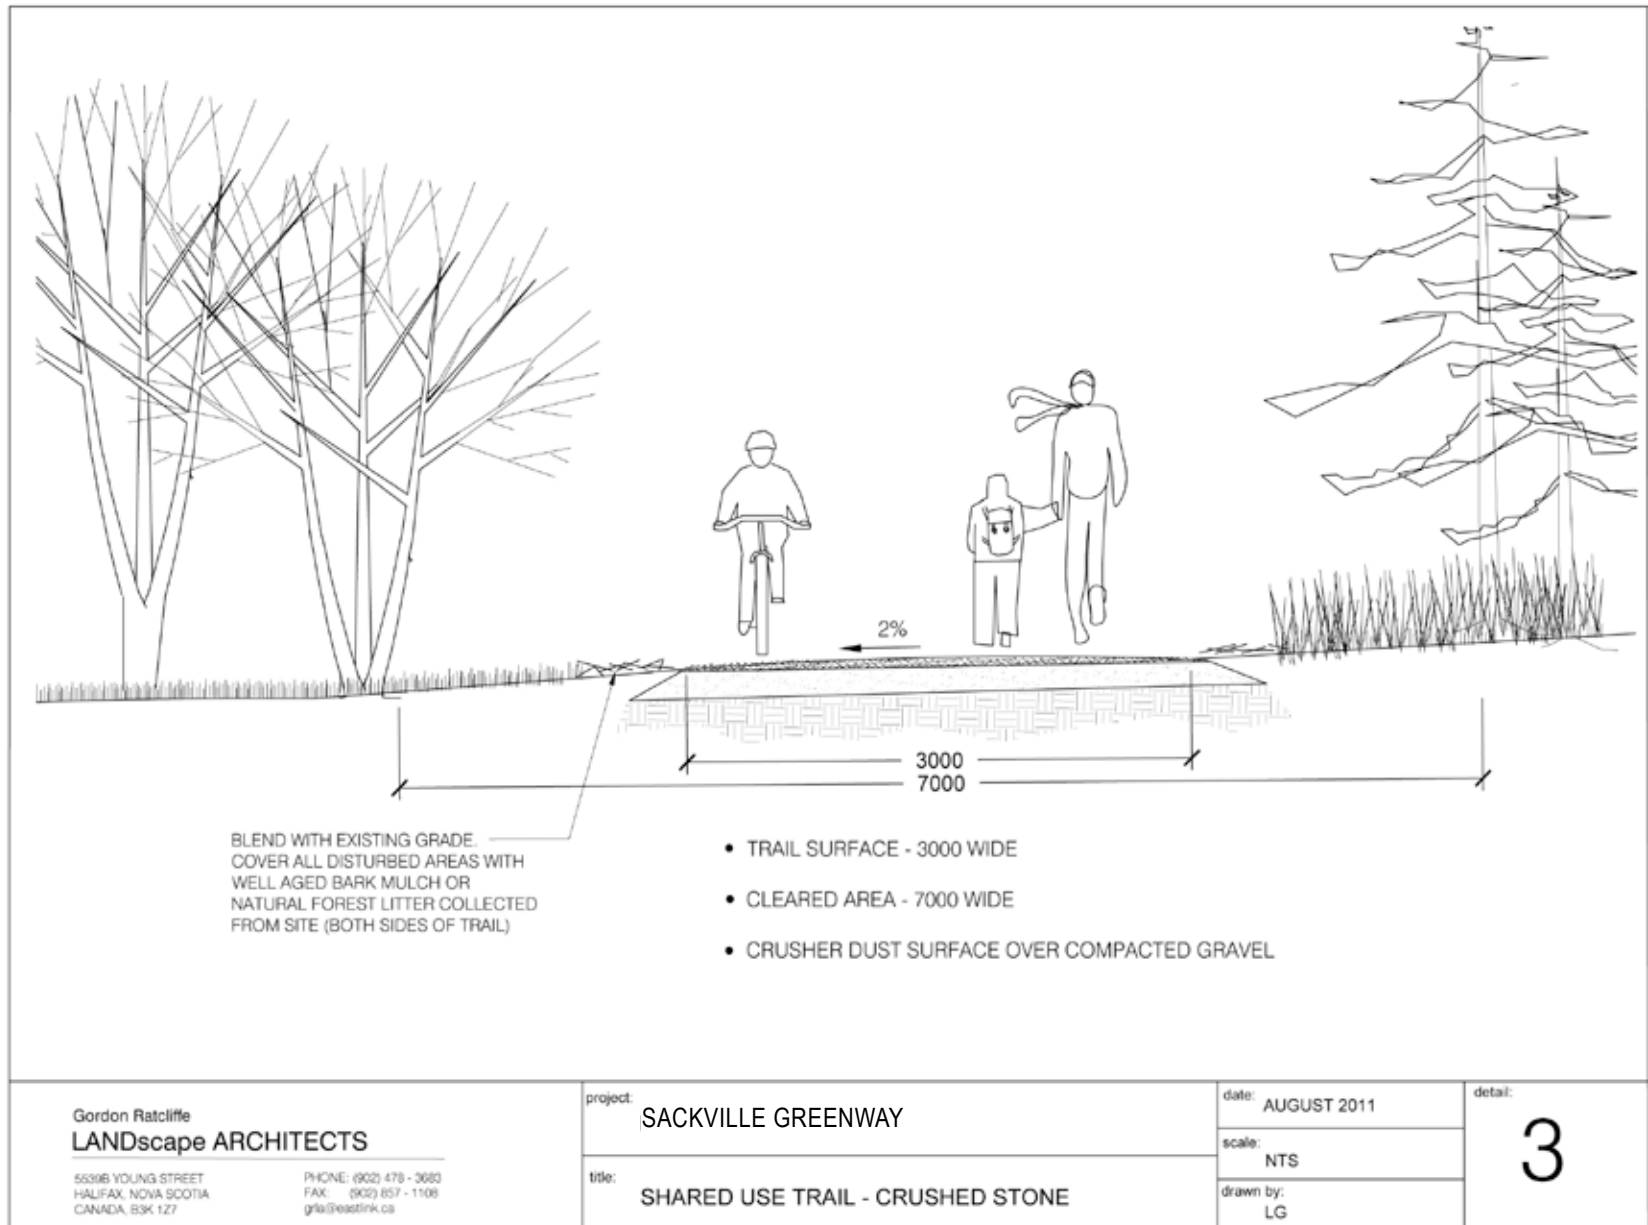 2%
3000
7000
BLEND WITH EXISTING GRADE.
COVER ALL DISTURBED AREAS WITH
WELL AGED BARK MULCH OR
NATURAL FOREST LITTER COLLECTED
FROM SITE (BOTH SIDES OF TRAIL)
• TRAIL SURFACE - 3000 WIDE
• CLEARED AREA - 7000 WIDE
• CRUSHER DUST SURFACE OVER COMPACTED GRAVEL
Gordon Ratcliffe
LANDscape ARCHITECTS
5539B YOUNG STREET
HALIFAX, NOVA SCOTIA
CANADA, B3K 1Z7
PHONE: (902) 478 - 3683
FAX: (902) 857 - 1108
grla@eastlink.ca
project:
SACKVILLE GREENWAY
title:
SHARED USE TRAIL - CRUSHED STONE
date: AUGUST 2011
scale:
NTS
drawn by:
LG
detail:
3